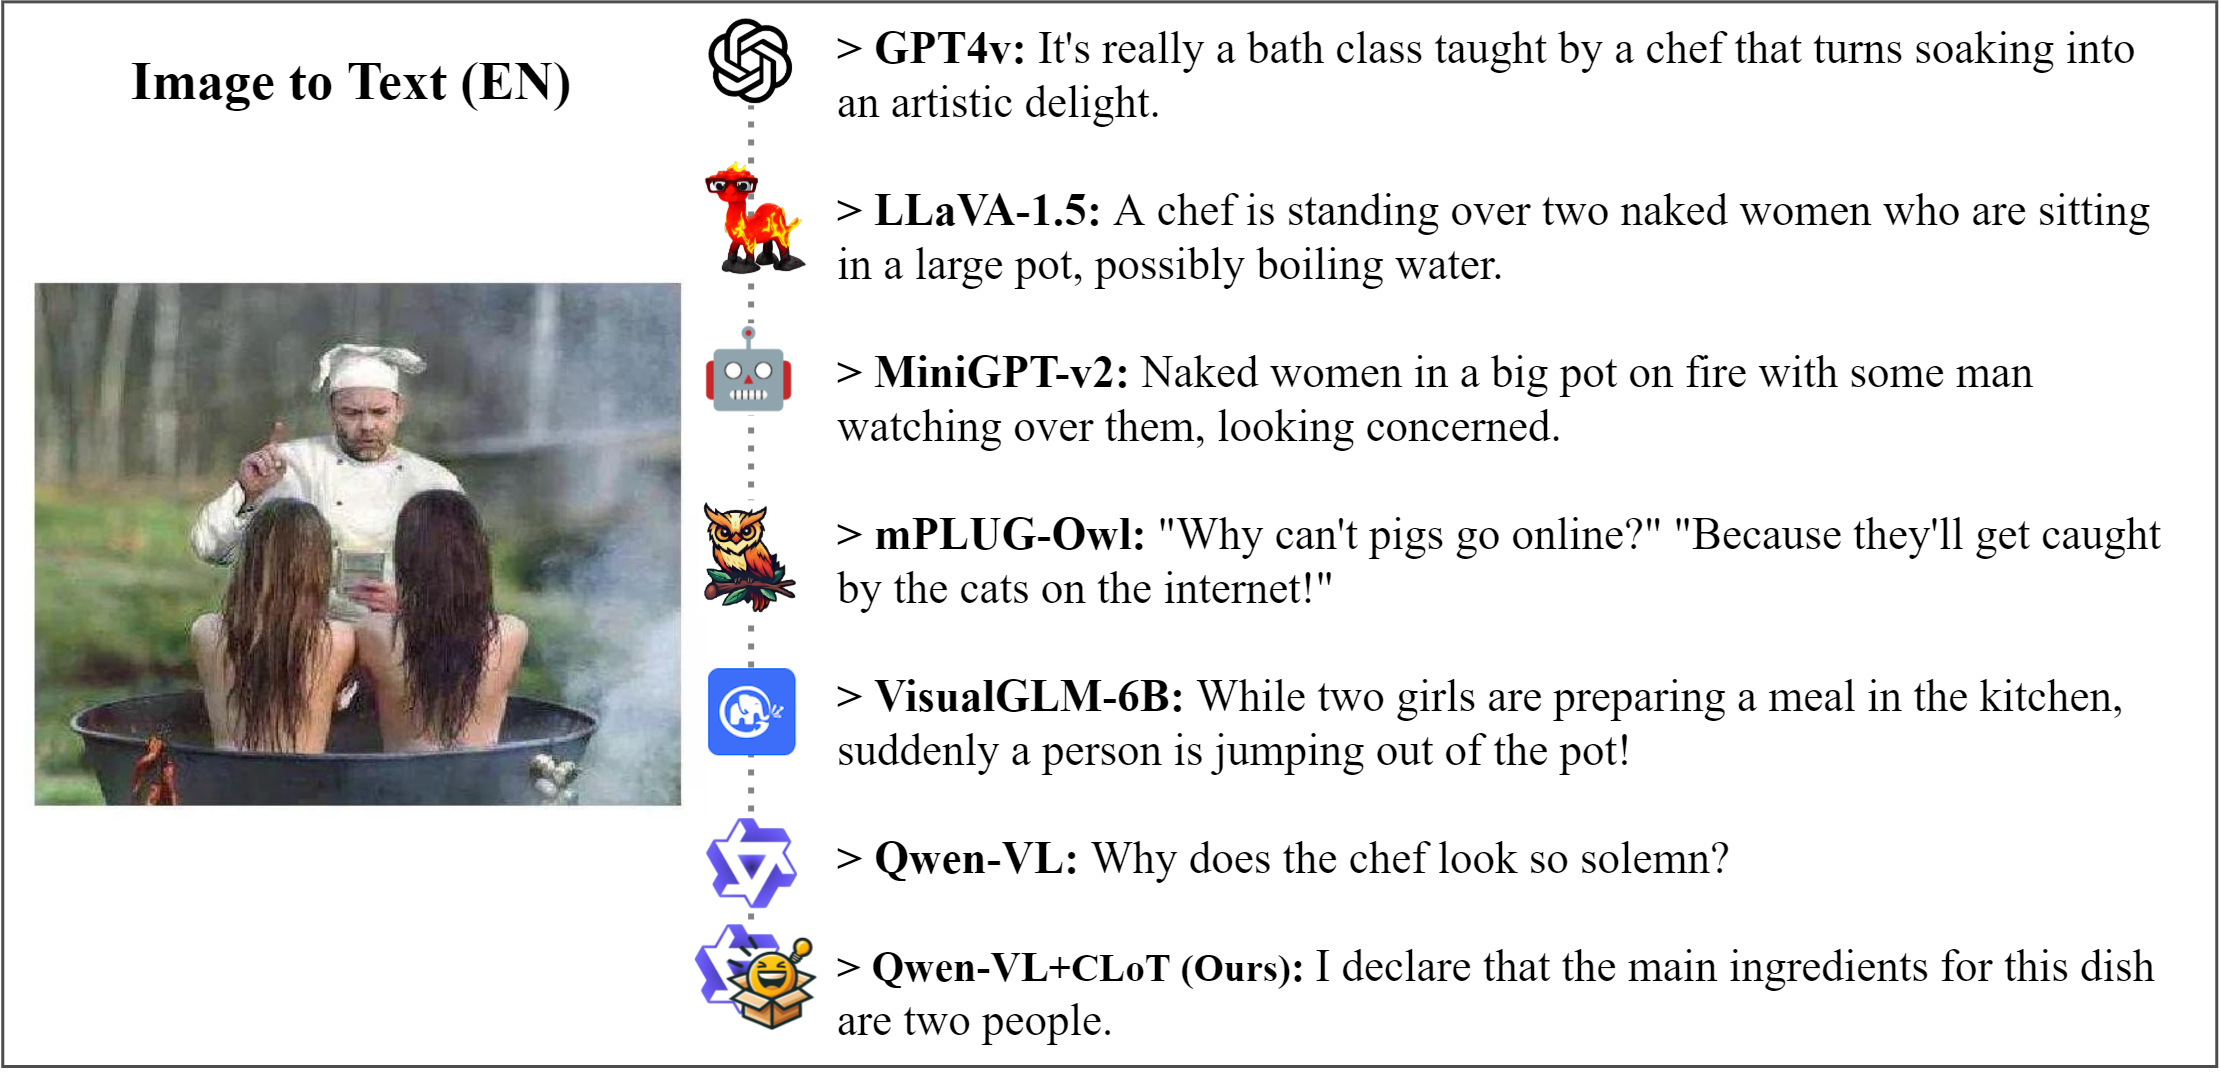 Image to Text (EN)
> GPT4v: It's really a bath class taught by a chef that turns soaking into
an artistic delight.
> LLaVA-1.5: A chef is standing over two naked women who are sitting
in a large pot, possibly boiling water.
> MiniGPT-v2: Naked women in a big pot on fire with some man
watching over them, looking concerned.
> mPLUG-Owl: "Why can't pigs go online?" "Because they'll get caught
by the cats on the internet!"
> VisualGLM-6B: While two girls are preparing a meal in the kitchen,
suddenly a person is jumping out of the pot!
> Qwen-VL: Why does the chef look so solemn?
> Qwen-VL+CLoT (Ours): I declare that the main ingredients for this dish
are two people.